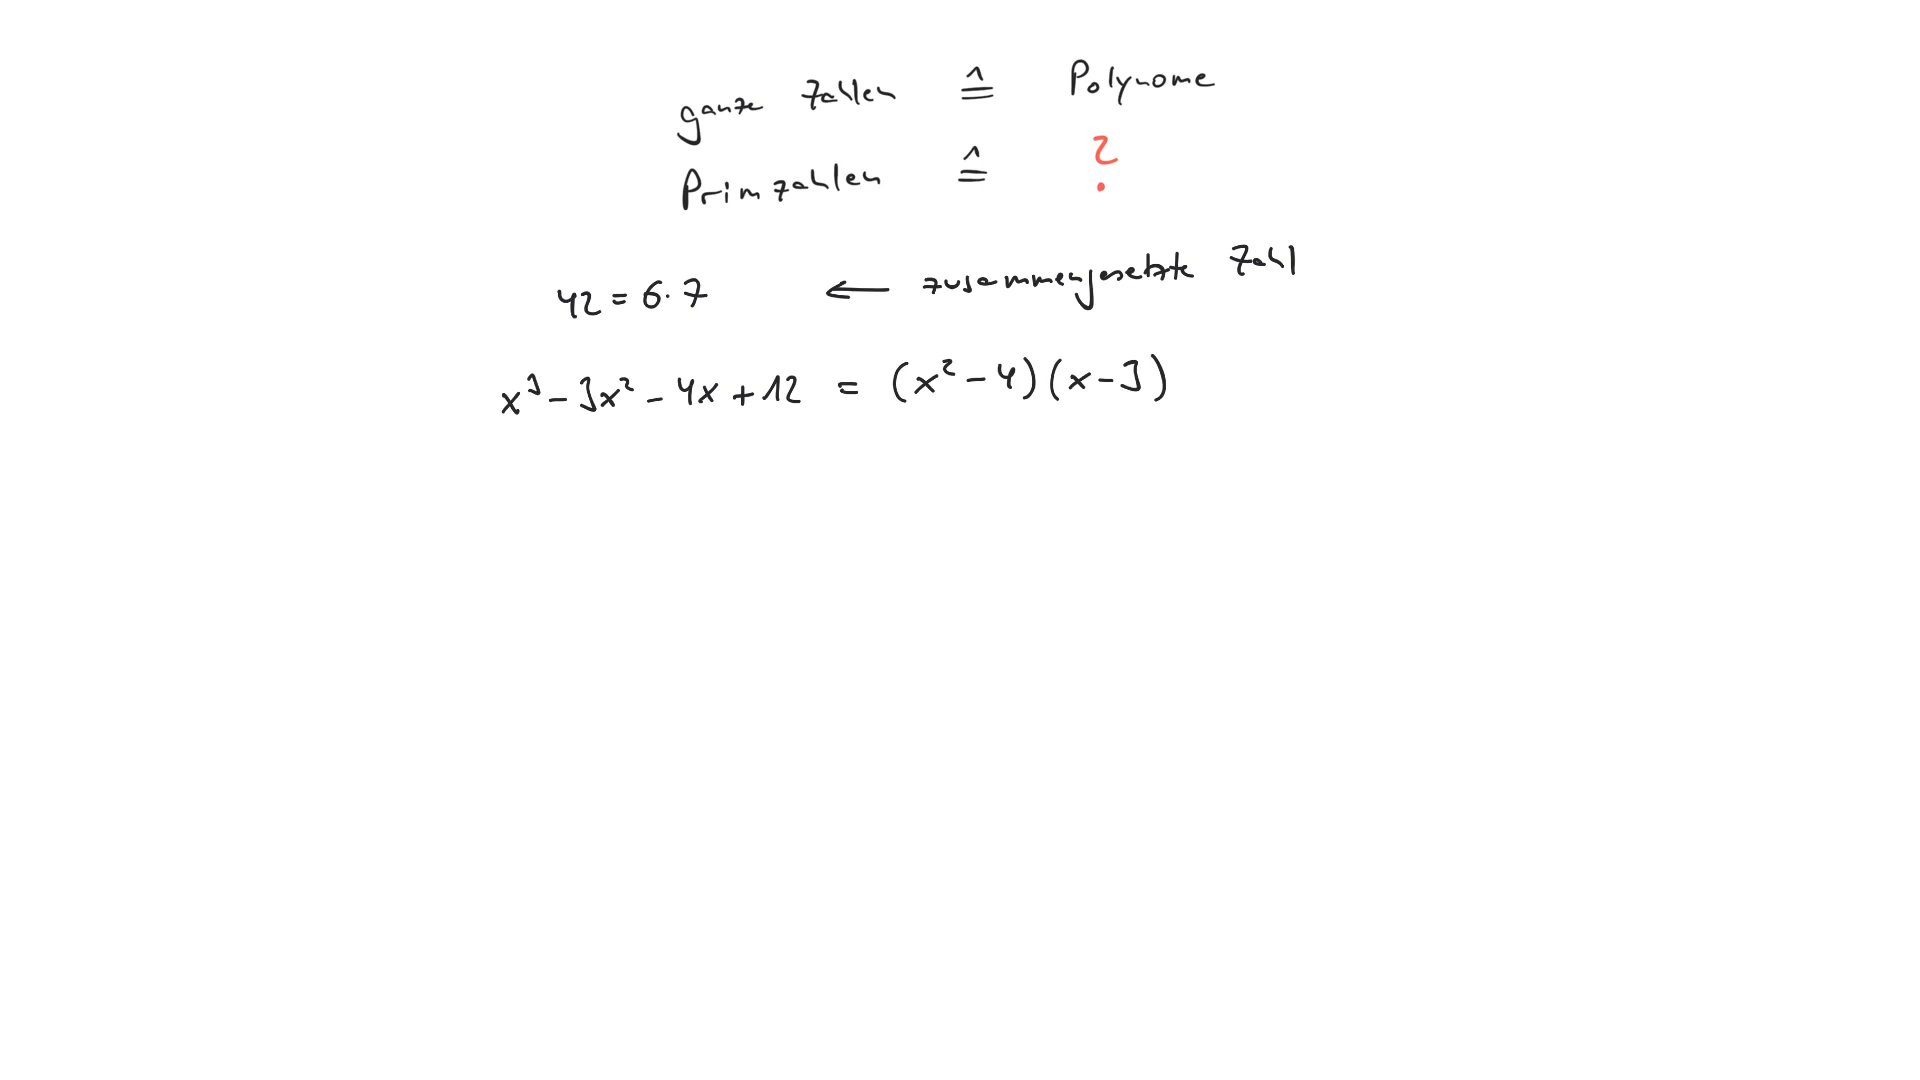 ganze Zahlen ≙ Polynome
Primzahlen ≙ ?
42 = 6·7 ← zusammengesetzte Zahl
x³ - 3x² - 4x + 12 = (x² - 4)(x - 3)